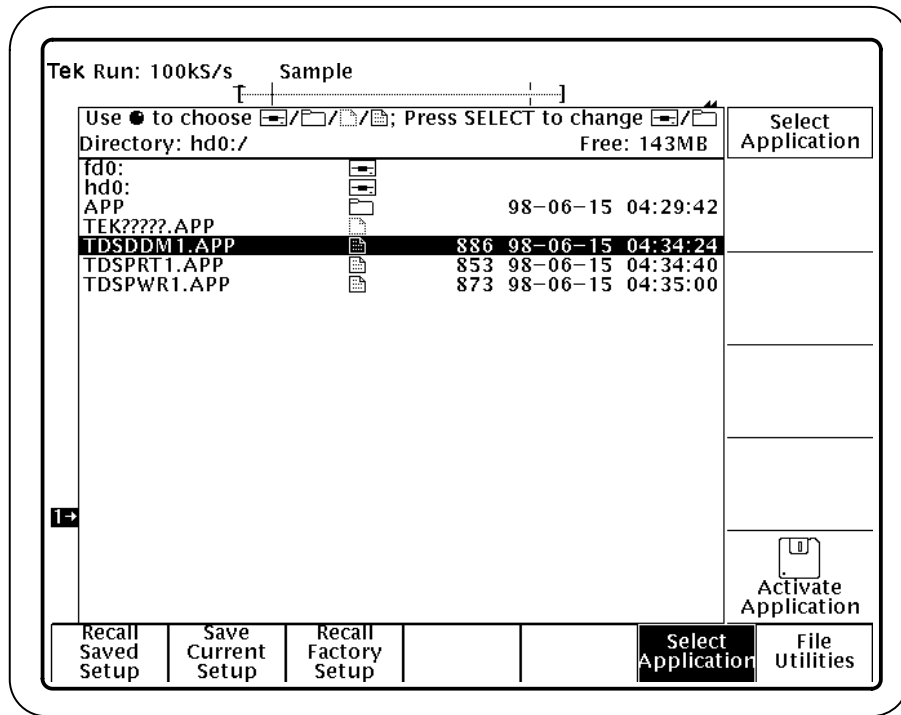 Tek Run: 100kS/s Sample
Use to choose / / / ; Press SELECT to change /
Directory: hd0:/ Free: 143MB
Select
Application
fd0:
hd0:
APP 98-06-15 04:29:42
TEK?????.APP
TDSDDM1.APP 886 98-06-15 04:34:24
TDSPRT1.APP 853 98-06-15 04:34:40
TDSPWR1.APP 873 98-06-15 04:35:00
1→
Activate
Application
Recall
Saved
Setup
Save
Current
Setup
Recall
Factory
Setup
Select
Application
File
Utilities